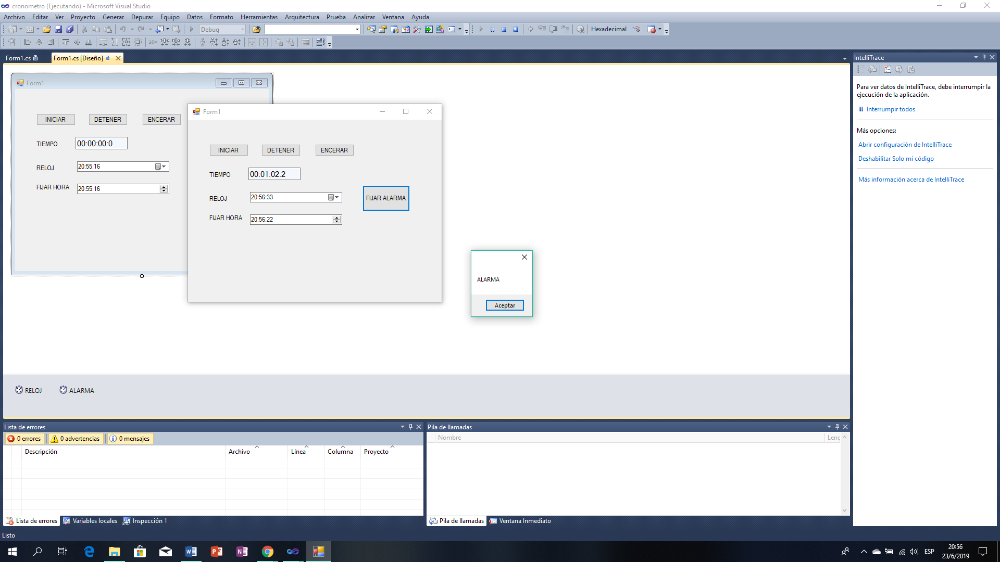 cronometro (Ejecutando) - Microsoft Visual Studio
Archivo Editar Ver Proyecto Generar Depurar Equipo Datos Formato Herramientas Arquitectura Prueba Analizar Ventana Ayuda
Debug
Hexadecimal
Form1.cs
Form1.cs [Diseño]
Form1
INICIAR DETENER ENCERAR
TIEMPO 00:00:00:0
RELOJ 20:55:16
FIJAR HORA 20:55:16
Form1
INICIAR DETENER ENCERAR
TIEMPO 00:01:02.2
RELOJ 20:56:33
FIJAR ALARMA
FIJAR HORA 20:56:22
ALARMA
Aceptar
RELOJ ALARMA
IntelliTrace
Para ver datos de IntelliTrace, debe interrumpir la
ejecución de la aplicación.
Interrumpir todos
Más opciones:
Abrir configuración de IntelliTrace
Deshabilitar Solo mi código
Más información acerca de IntelliTrace
Lista de errores
0 errores 0 advertencias 0 mensajes
Descripción Archivo Línea Columna Proyecto
Lista de errores Variables locales Inspección 1
Pila de llamadas
Nombre Leng
Pila de llamadas Ventana Inmediato
Listo
ESP
20:56
23/6/2019